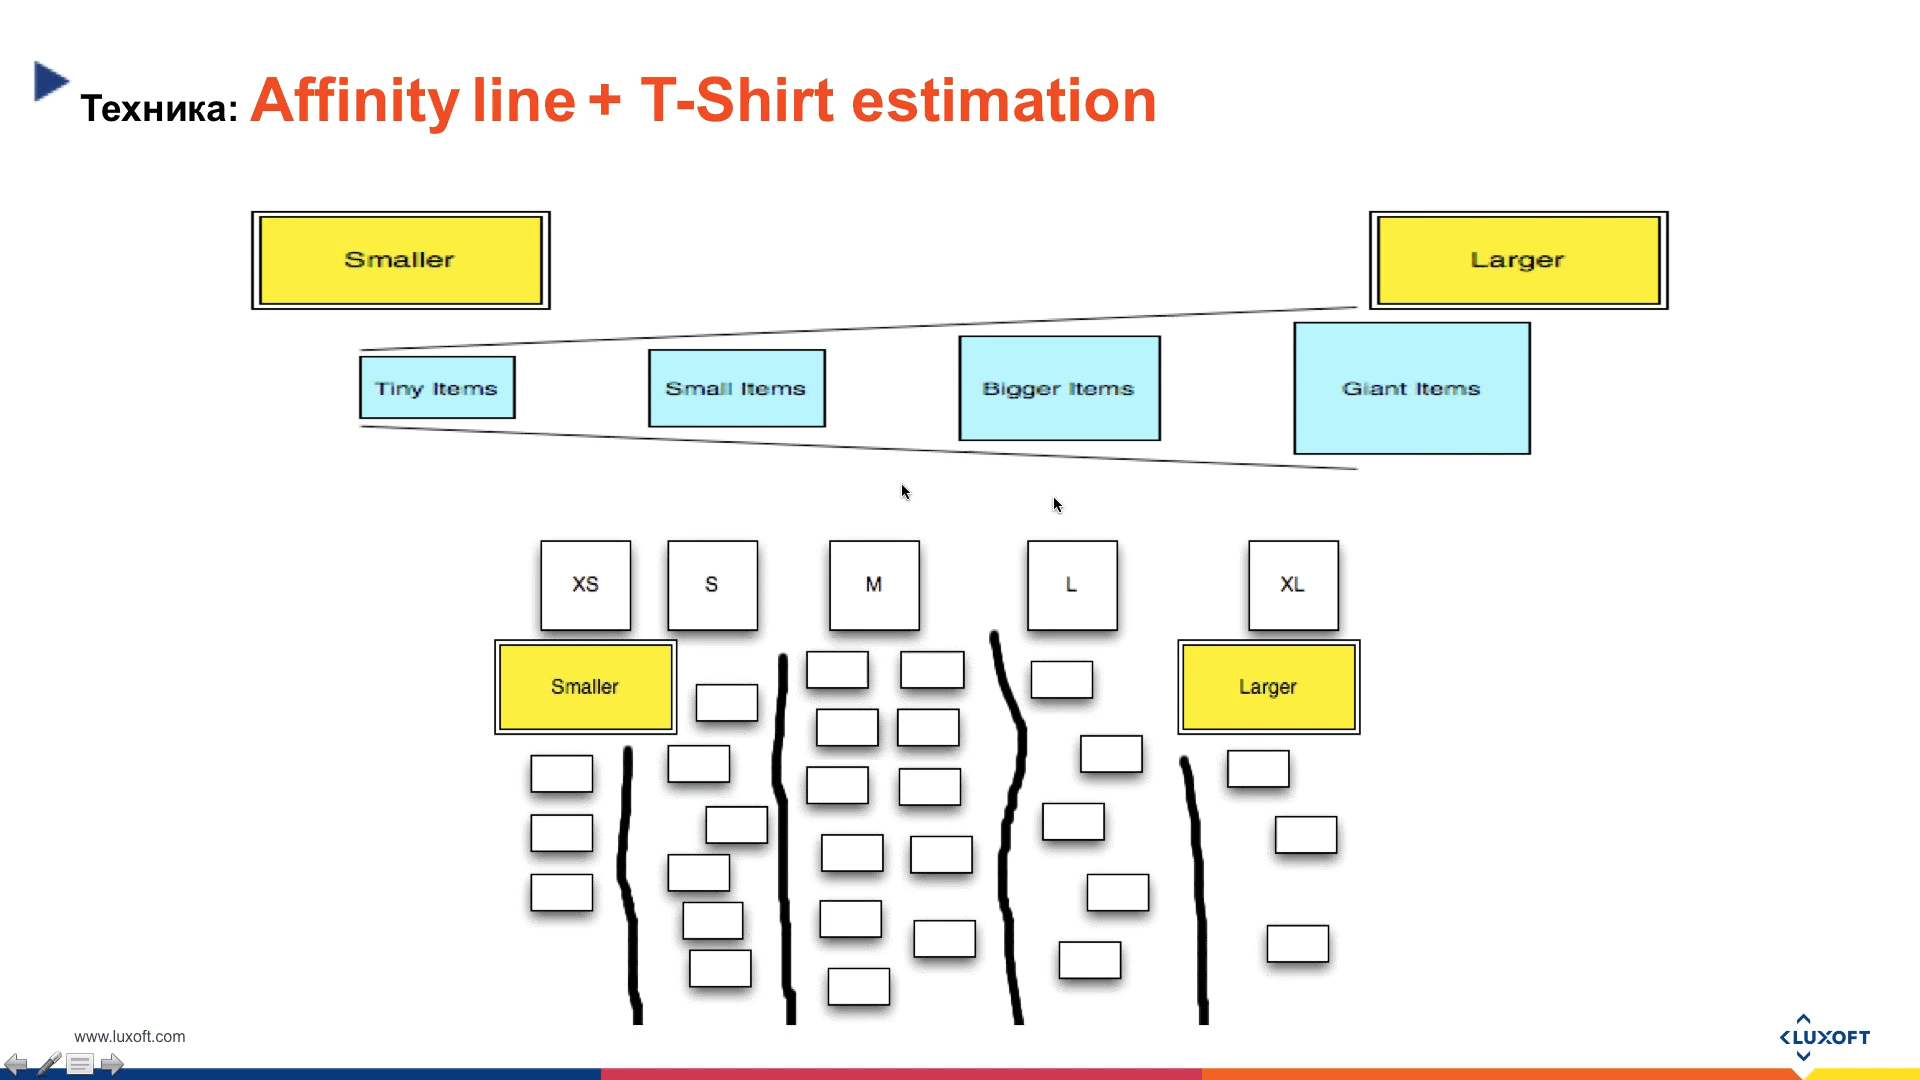 Техника: Affinity line + T-Shirt estimation
Smaller
Larger
Tiny Items
Small Items
Bigger Items
Giant Items
XS
S
M
L
XL
Smaller
Larger
www.luxoft.com
LUXOFT